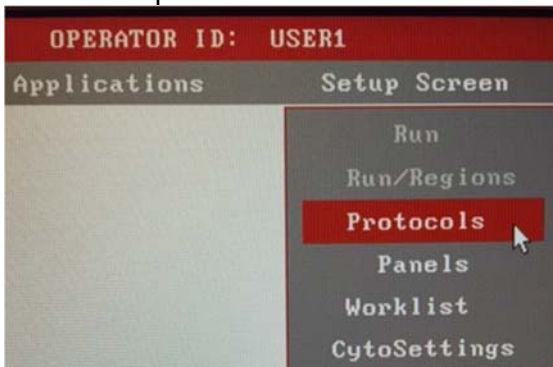 OPERATOR ID: USER1
Applications Setup Screen
Run
Run/Regions
Protocols
Panels
Worklist
CytoSettings